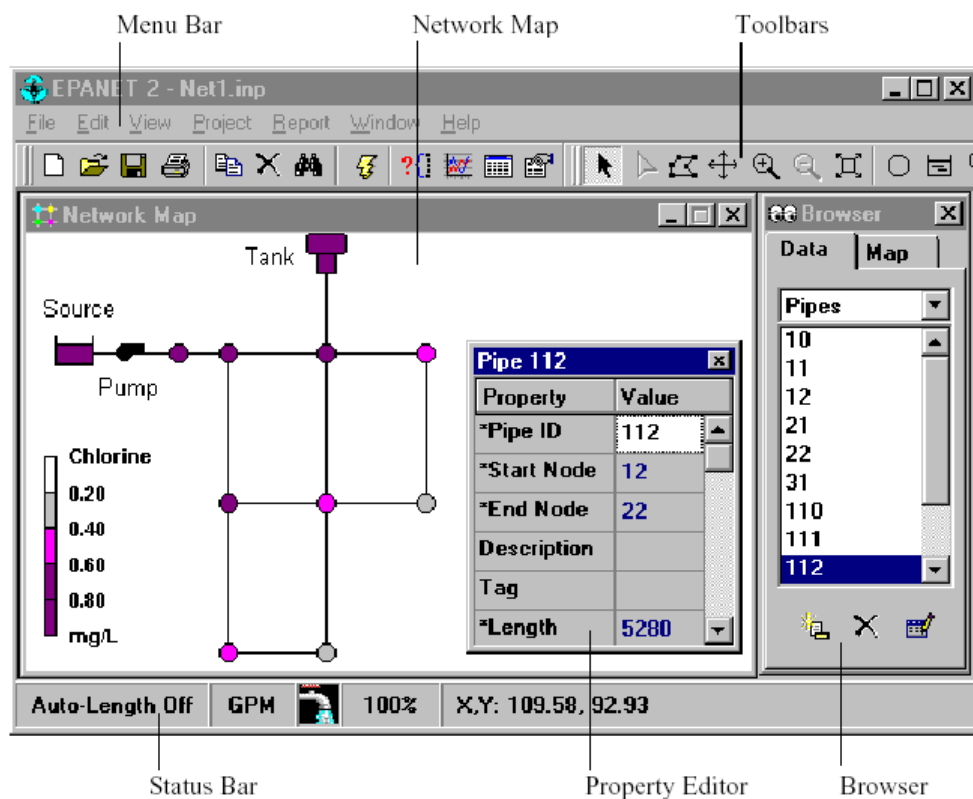 Menu Bar
Network Map
Toolbars
EPANET 2 - Net1.inp
File Edit View Project Report Window Help
Network Map
Browser
Data
Map
Tank
Source
Pump
Pipes
10
11
12
21
22
31
110
111
112
Pipe 112
Property Value
*Pipe ID 112
*Start Node 12
*End Node 22
Description
Tag
*Length 5280
Chlorine
0.20
0.40
0.60
0.80
mg/L
Auto-Length Off GPM 100% X,Y: 109.58, 92.93
Status Bar
Property Editor
Browser